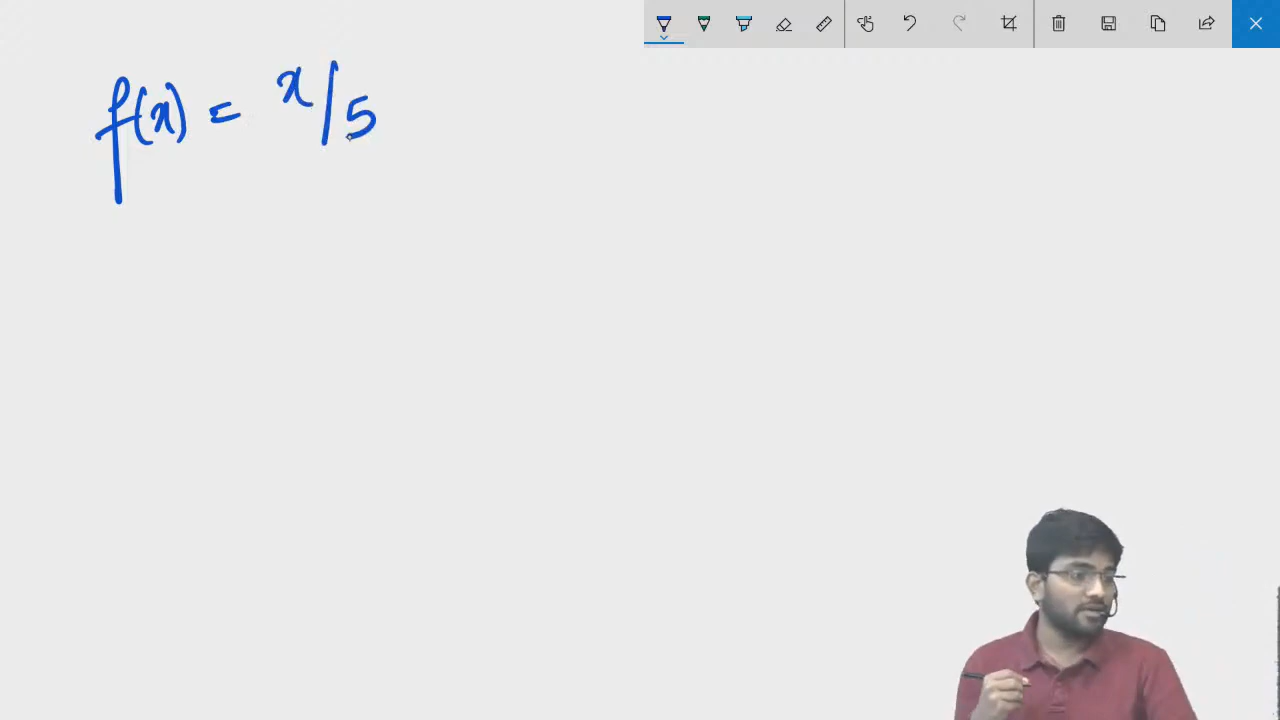 f(x) = x/5